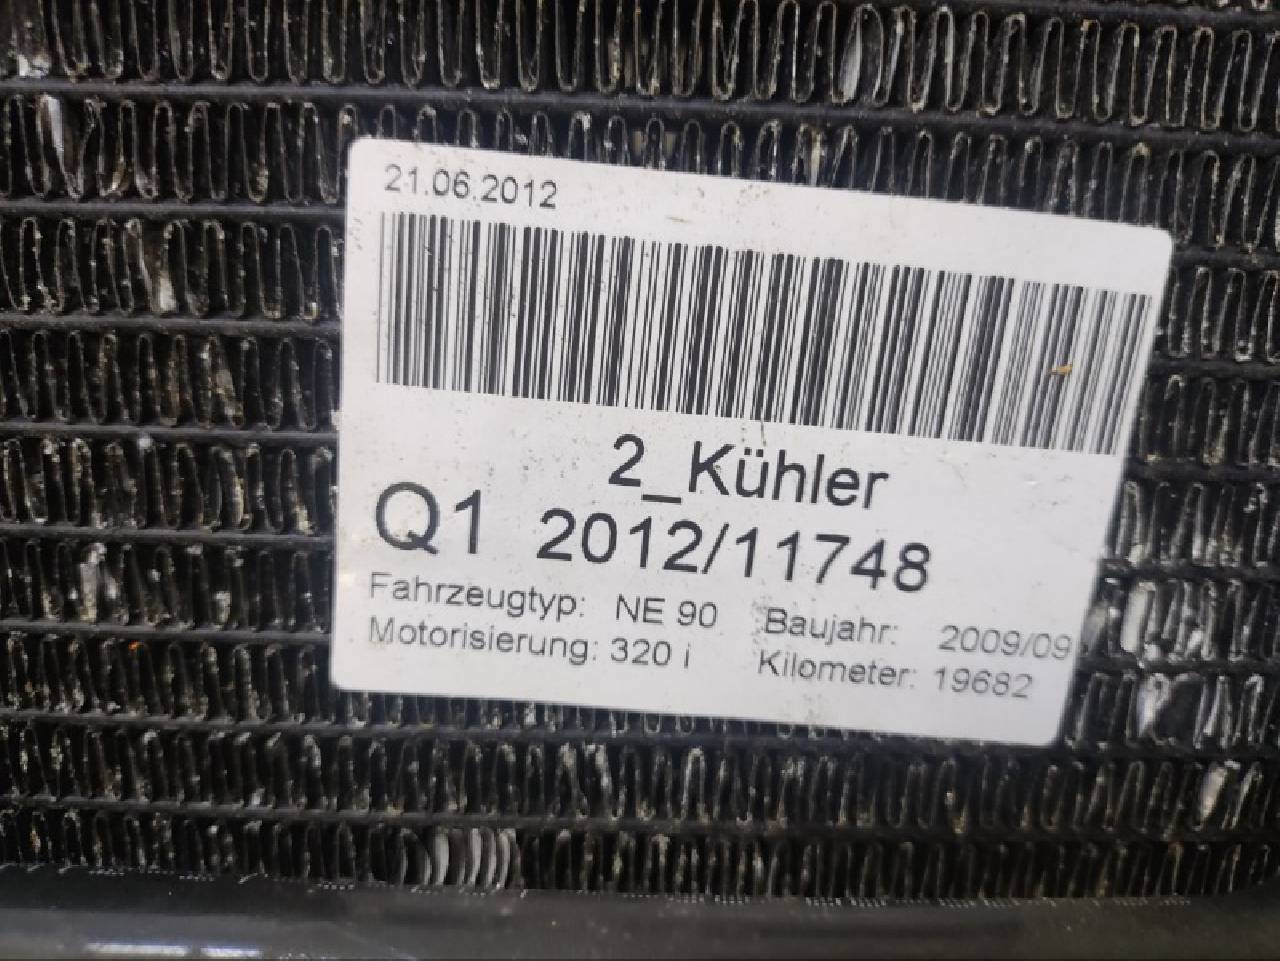 21.06.2012
2_Kühler
Q1 2012/11748
Fahrzeugtyp: NE 90 Baujahr: 2009/09
Motorisierung: 320 i Kilometer: 19682